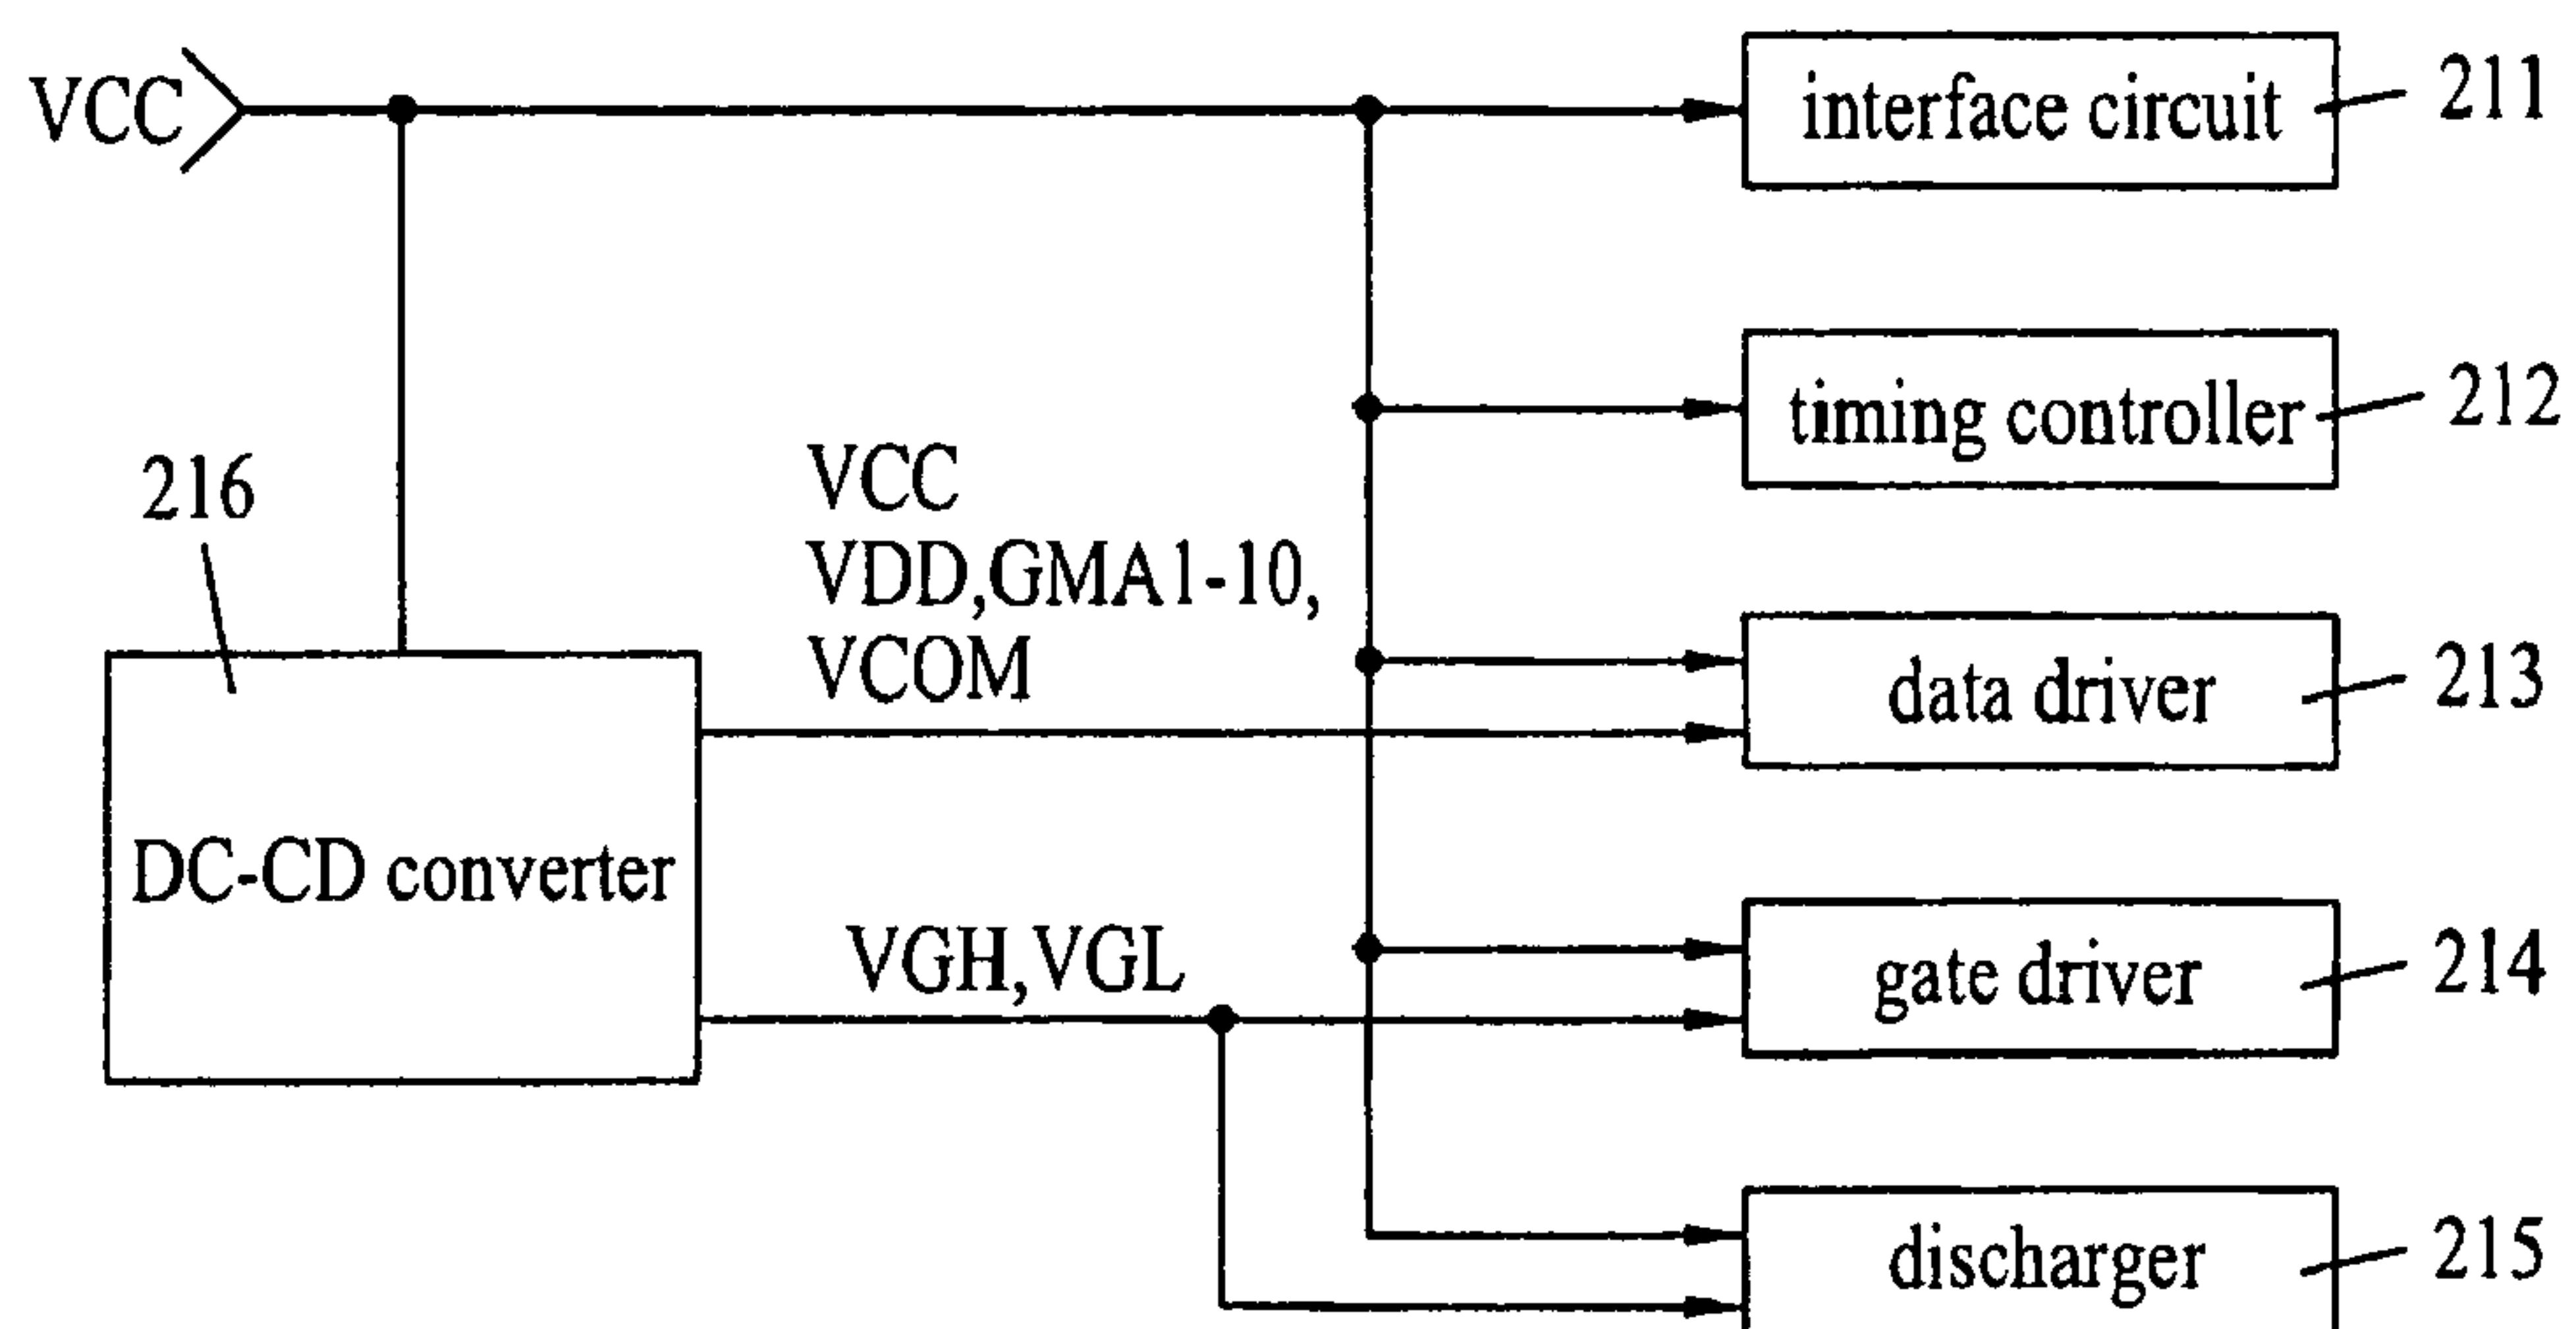 VCC
interface circuit
211
timing controller
212
216
VCC
VDD,GMA1-10,
VCOM
data driver
213
DC-CD converter
VGH,VGL
gate driver
214
discharger
215